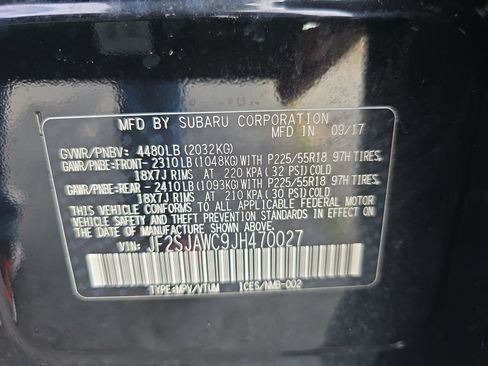 MFD BY SUBARU CORPORATION
IN 09/17
GVWR/PNBV: 4480LB (2032KG)
GAWR/PNBE-FRONT- 2310LB (1048KG) WITH P225/55R18 97H TIRES,
18X7J RIMS AT 220 KPA (32 PSI) COLD
GAWR/PNBE-REAR - 2410LB (1093KG) WITH P225/55R18 97H TIRES,
18X7J RIMS AT 210 KPA (30 PSI) COLD
THIS VEHICLE CONFORMS TO ALL APPLICABLE FEDERAL MOTOR
VEHICLE SAFETY AND THEFT PREVENTION STANDARDS IN
EFFECT ON THE DATE OF MANUFACTURE SHOWN ABOVE.
VIN: JF2SJAWC9JH470027
TYPE:MPV/VTUM ICES/NMB-002